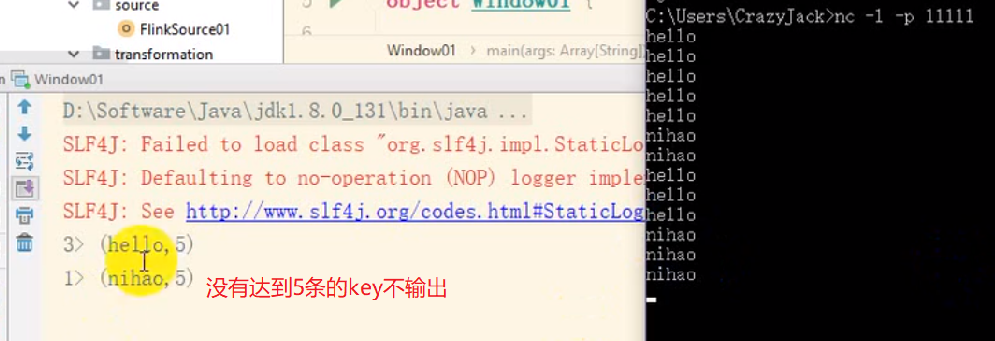 source
FlinkSource01
transformation
object Window01 {
6
Window01
main(args: Array[String]
Window01
D:\Software\Java\jdk1.8.0_131\bin\java ...
SLF4J: Failed to load class "org.slf4j.impl.StaticLo
SLF4J: Defaulting to no-operation (NOP) logger imple
SLF4J: See http://www.slf4j.org/codes.html#StaticLog
3> (hello,5)
1> (nihao,5)
没有达到5条的key不输出
C:\Users\CrazyJack>nc -l -p 11111
hello
hello
hello
hello
hello
nihao
nihao
hello
hello
hello
nihao
nihao
nihao